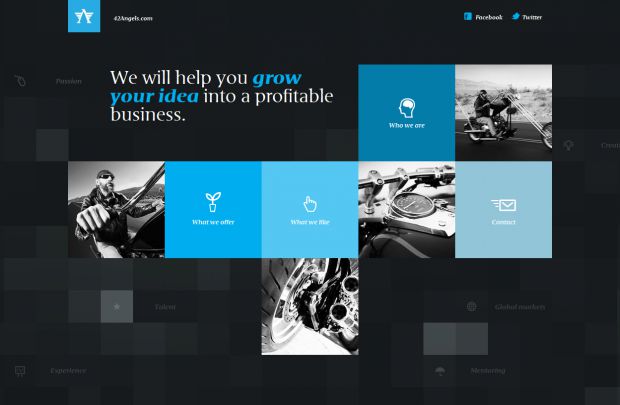 42Angels.com
Facebook
Twitter
Passion
We will help you grow
your idea into a profitable
business.
Who we are
What we offer
What we like
Contact
Talent
Global markets
Experience
Mentoring